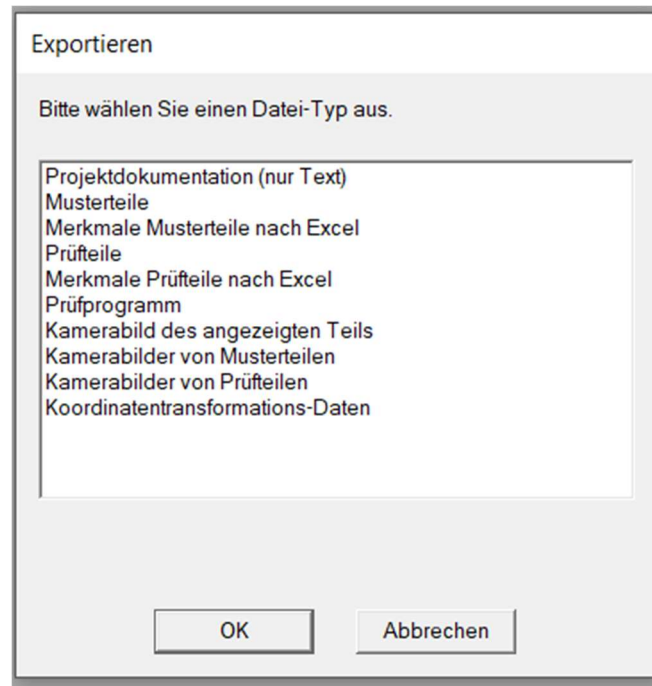 Exportieren
Bitte wählen Sie einen Datei-Typ aus.
Projektdokumentation (nur Text)
Musterteile
Merkmale Musterteile nach Excel
Prüfteile
Merkmale Prüfteile nach Excel
Prüfprogramm
Kamerabild des angezeigten Teils
Kamerabilder von Musterteilen
Kamerabilder von Prüfteilen
Koordinatentransformations-Daten
OK
Abbrechen